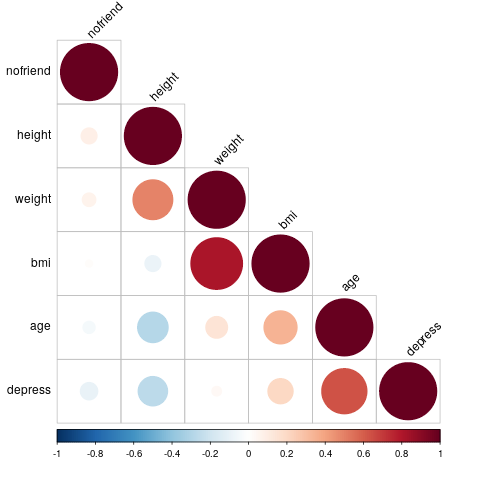 nofriend
height
weight
bmi
age
depress
nofriend
height
weight
bmi
age
depress
-1 -0.8 -0.6 -0.4 -0.2 0 0.2 0.4 0.6 0.8 1